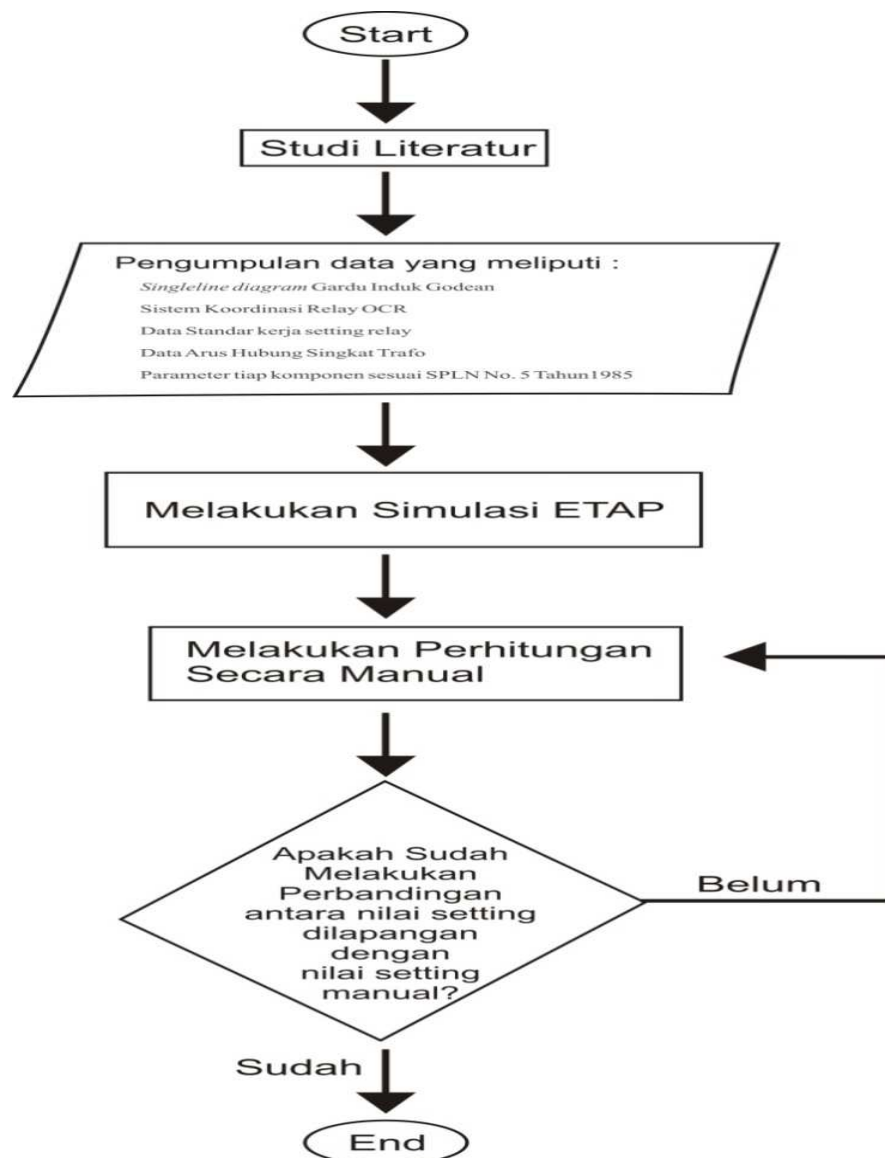 Start
Studi Literatur
Pengumpulan data yang meliputi :
Singleline diagram Gardu Induk Godean
Sistem Koordinasi Relay OCR
Data Standar kerja setting relay
Data Arus Hubung Singkat Trafo
Parameter tiap komponen sesuai SPLN No. 5 Tahun1985
Melakukan Simulasi ETAP
Melakukan Perhitungan
Secara Manual
Apakah Sudah
Melakukan
Perbandingan
antara nilai setting
dilapangan
dengan
nilai setting
manual?
Belum
Sudah
End